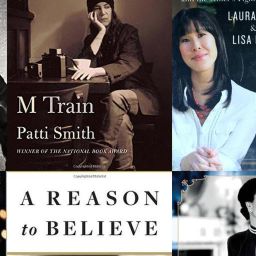 M Train
Patti Smith
WINNER OF THE NATIONAL BOOK AWARD
LAURA
&
LISA
A REASON
to BELIEVE